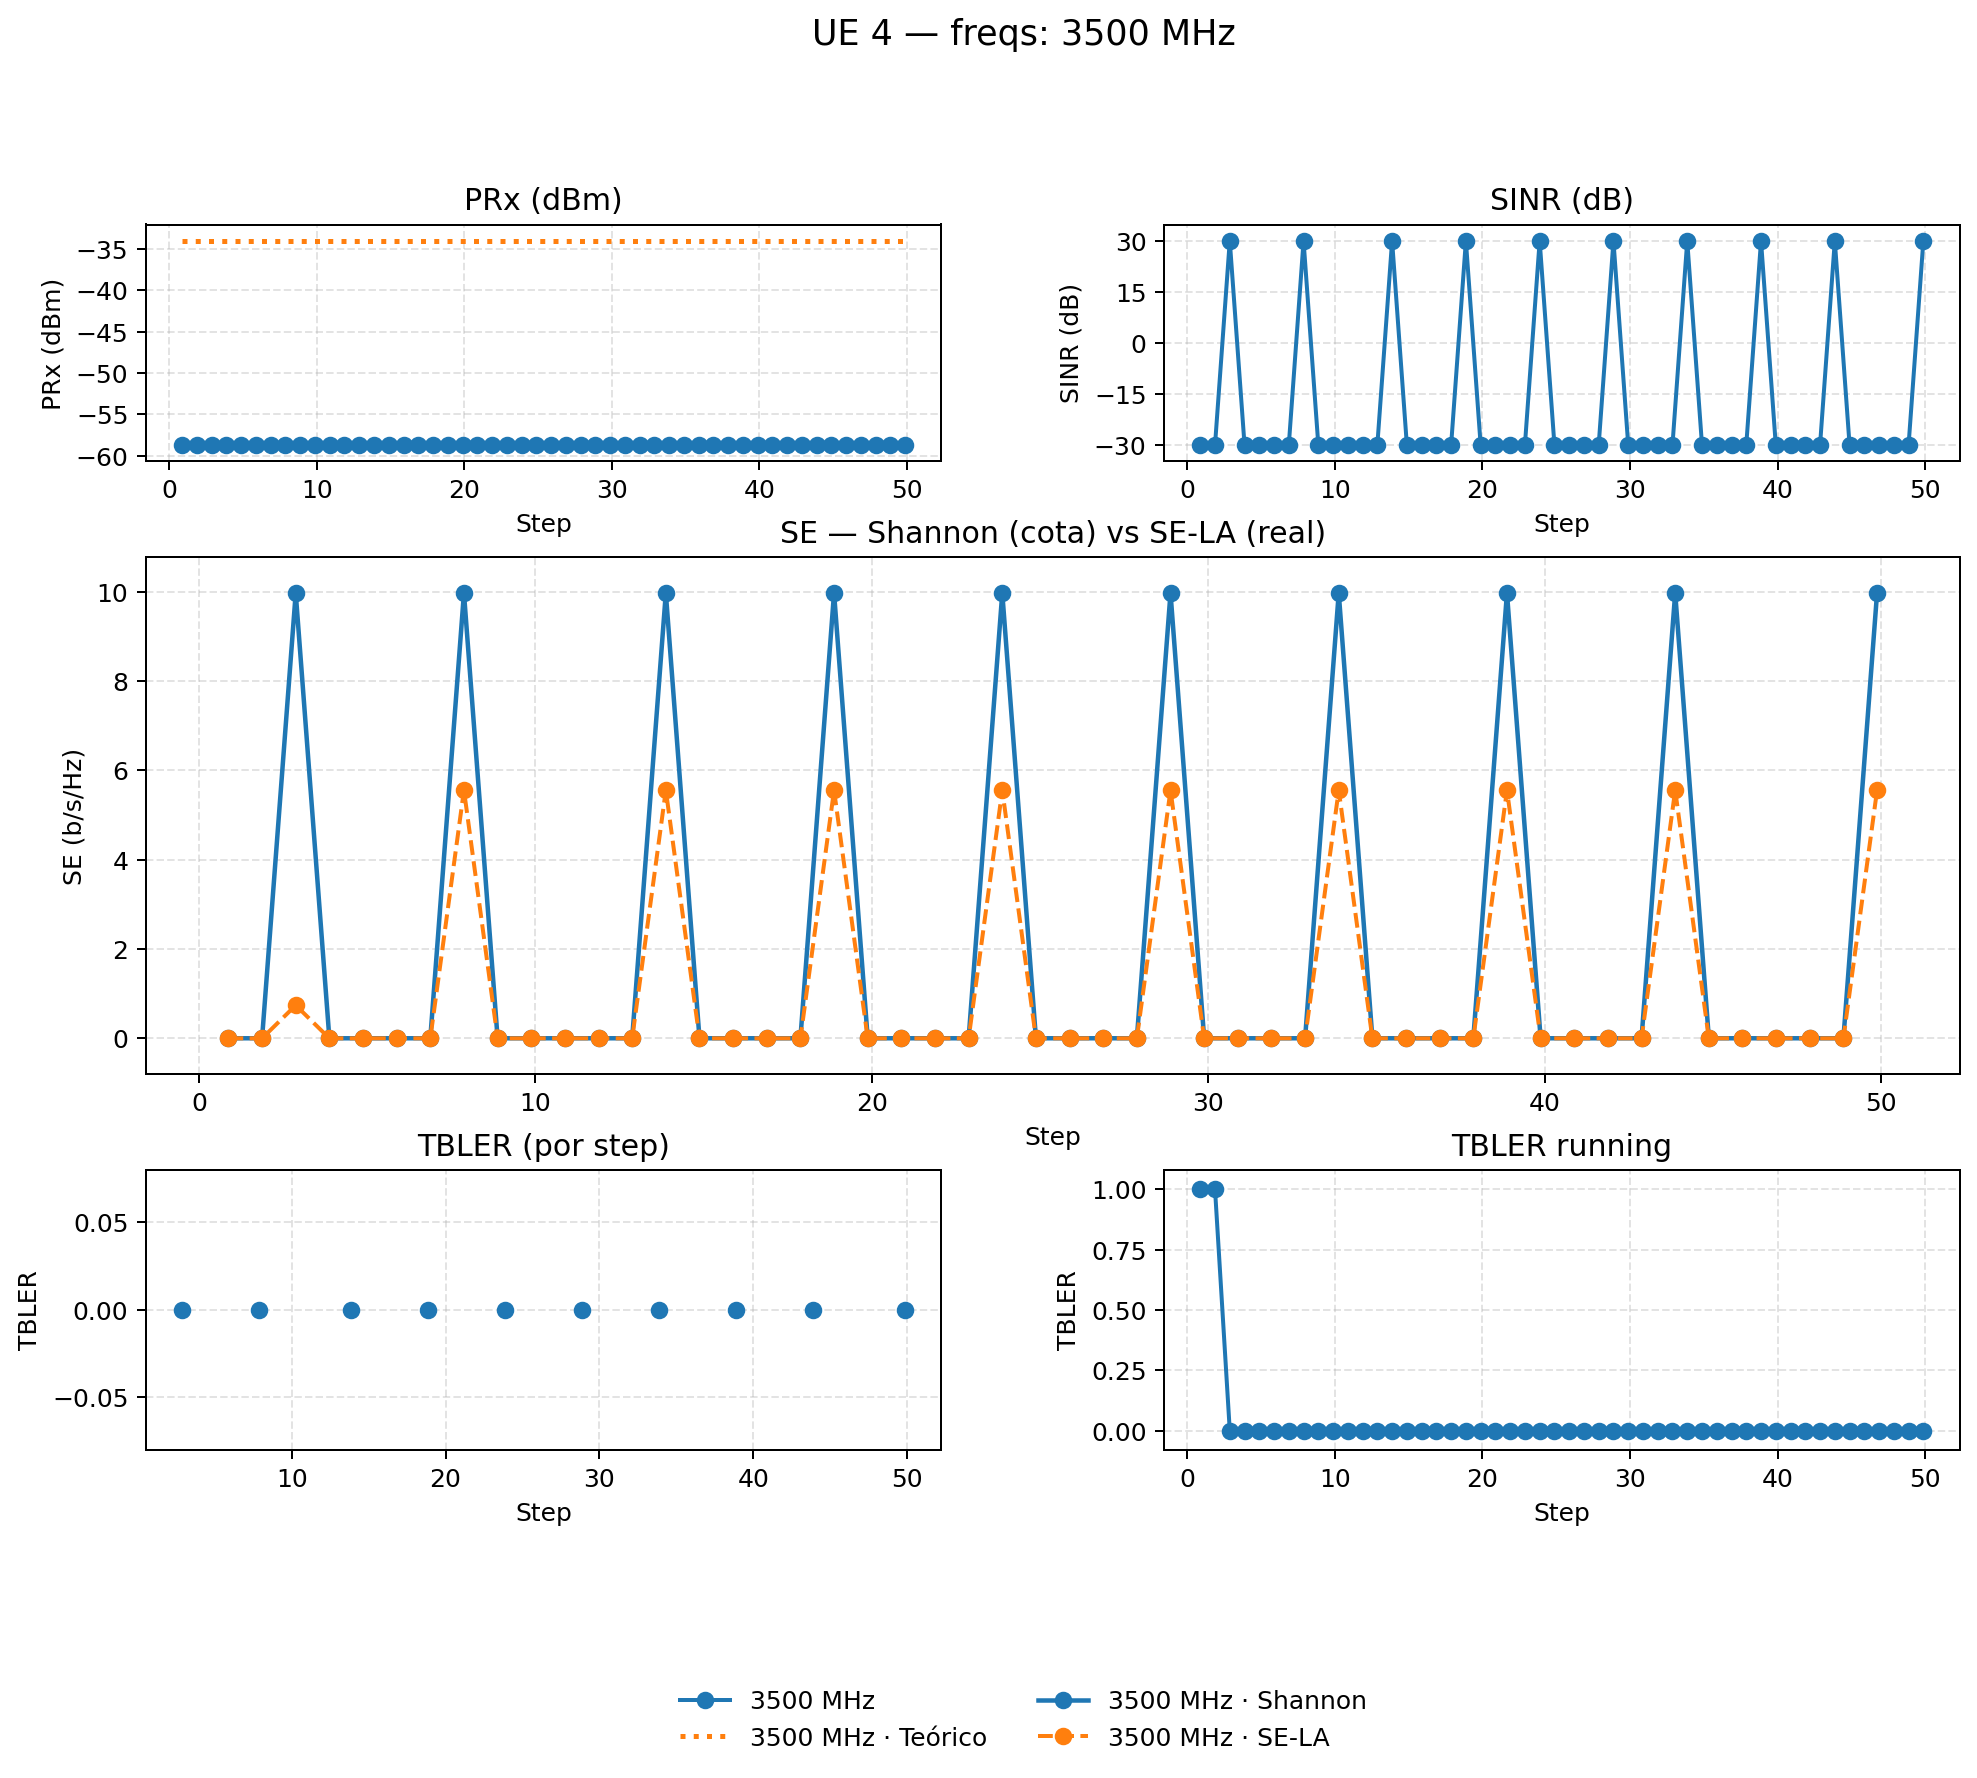 UE 4 — freqs: 3500 MHz
PRx (dBm)
PRx (dBm)
−35
−40
−45
−50
−55
−60
0 10 20 30 40 50
Step
SINR (dB)
SINR (dB)
30
15
0
−15
−30
0 10 20 30 40 50
Step
SE — Shannon (cota) vs SE-LA (real)
SE (b/s/Hz)
10
8
6
4
2
0
0 10 20 30 40 50
Step
TBLER (por step)
TBLER
0.05
0.00
−0.05
10 20 30 40 50
Step
TBLER running
TBLER
1.00
0.75
0.50
0.25
0.00
0 10 20 30 40 50
Step
3500 MHz
3500 MHz · Teórico
3500 MHz · Shannon
3500 MHz · SE-LA